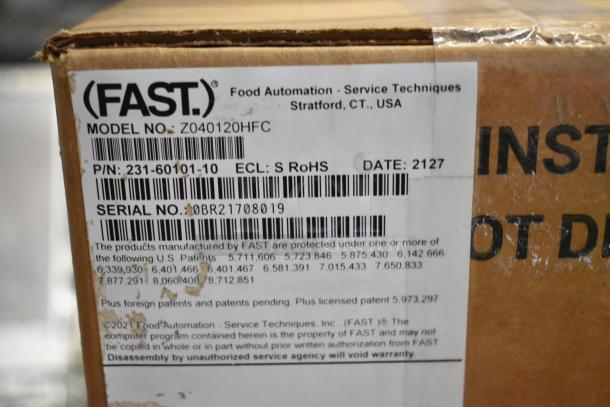 (FAST.)® Food Automation - Service Techniques
Stratford, CT., USA
MODEL NO.: Z040120HFC
P/N: 231-60101-10 ECL: S RoHS DATE: 2127
SERIAL NO.: 0BR21708019
The products manufactured by FAST are protected under one or more of
the following U.S. Patents 5,711,606 5,723,846 5,875,430 6,142,666
6,339,930 6,401,466 6,401,467 6,581,391 7,015,433 7,650,833
7,877,291 8,060,408 8,712,851
Plus foreign patents and patents pending. Plus licensed patent 5,973,297
©2021 Food Automation - Service Techniques, Inc., (FAST.)®. The
computer program contained herein is the property of FAST and may not
be copied in whole or in part without prior written authorization from FAST.
Disassembly by unauthorized service agency will void warranty.
INST
OT D